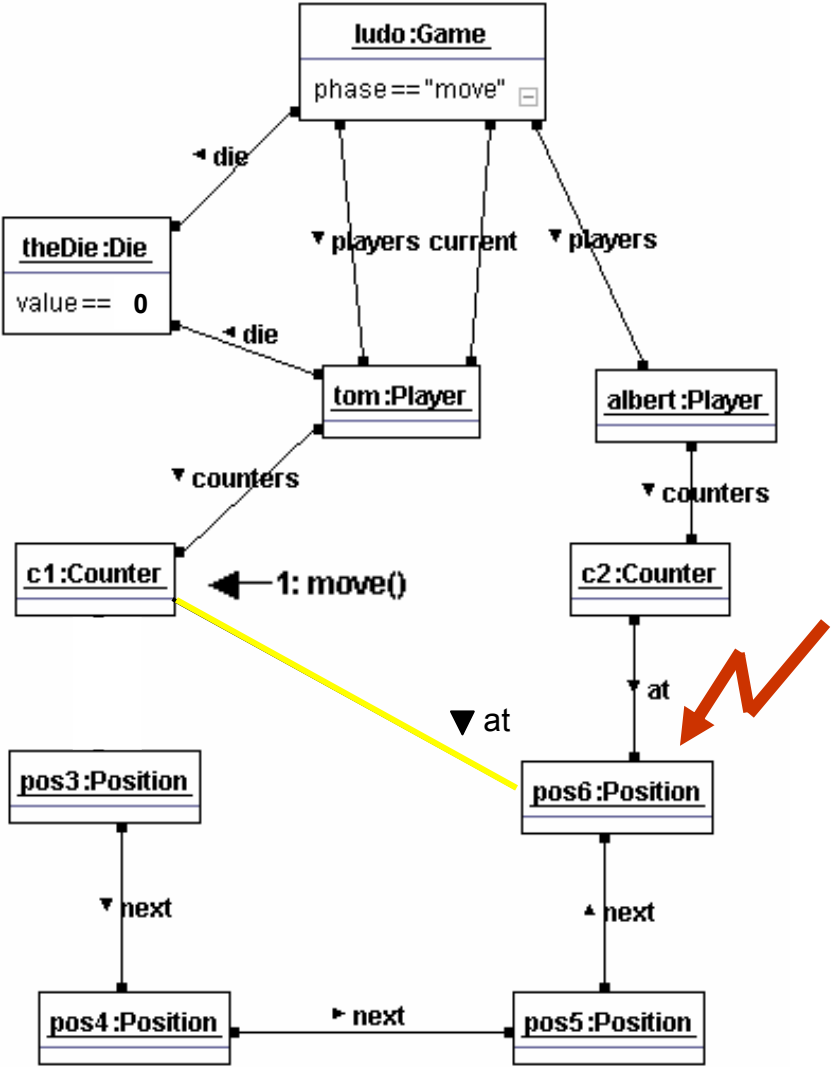 ludo :Game
phase == "move"
◄ die
▼ players current
▼ players
theDie :Die
value == 0
◄ die
tom :Player
albert :Player
▼ counters
▼ counters
c1 :Counter
1: move()
c2 :Counter
▼ at
▼ at
pos3 :Position
pos6 :Position
▼ next
▲ next
pos4 :Position
► next
pos5 :Position